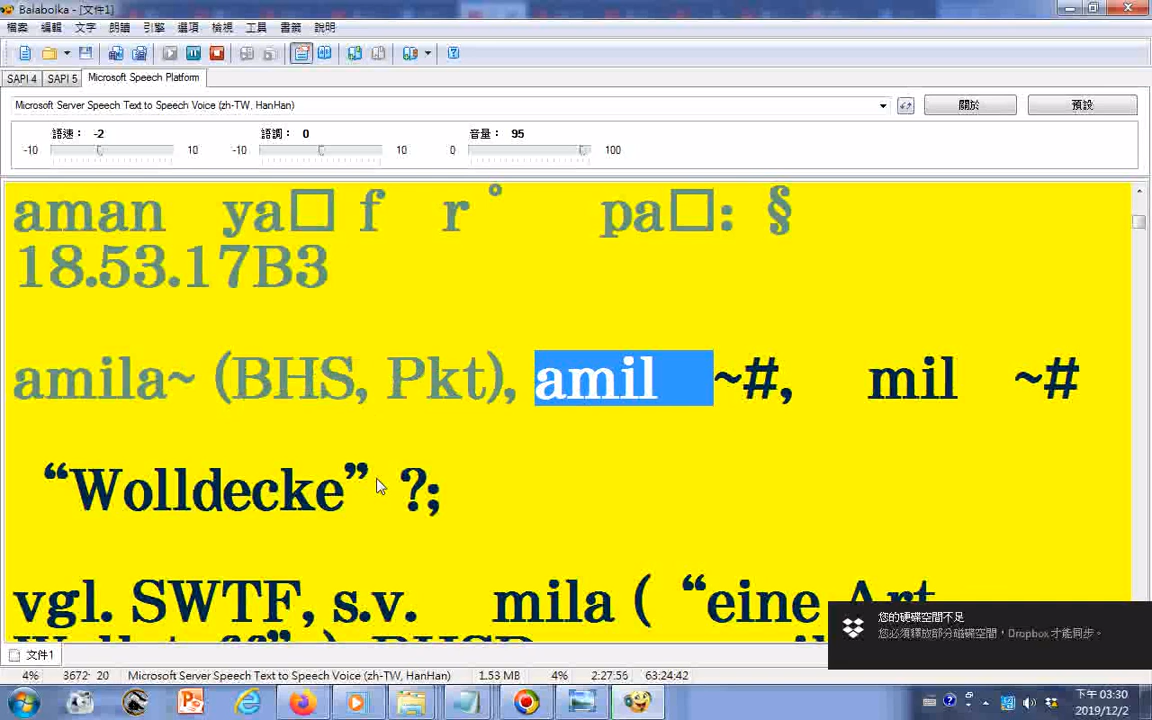 Balabolka - [文件1]
檔案 編輯 文字 朗讀 引擎 選項 檢視 工具 書籤 說明
SAPI 4 SAPI 5 Microsoft Speech Platform
Microsoft Server Speech Text to Speech Voice (zh-TW, HanHan) 關於 預設
語速： -2 語調： 0 音量： 95
-10 10 -10 10 0 100
aman ya□ f r ° pa□: §
18.53.17B3
amila~ (BHS, Pkt), amil ~#, mil ~#
“Wolldecke” ?;
vgl. SWTF, s.v. mila ( “eine Art
您的硬碟空間不足
您必須釋放部分磁碟空間，Dropbox 才能同步。
文件1
4% 3672: 20 Microsoft Server Speech Text to Speech Voice (zh-TW, HanHan) 1.53 MB 4% 2:27:56 63:24:42
下午 03:30
2019/12/2